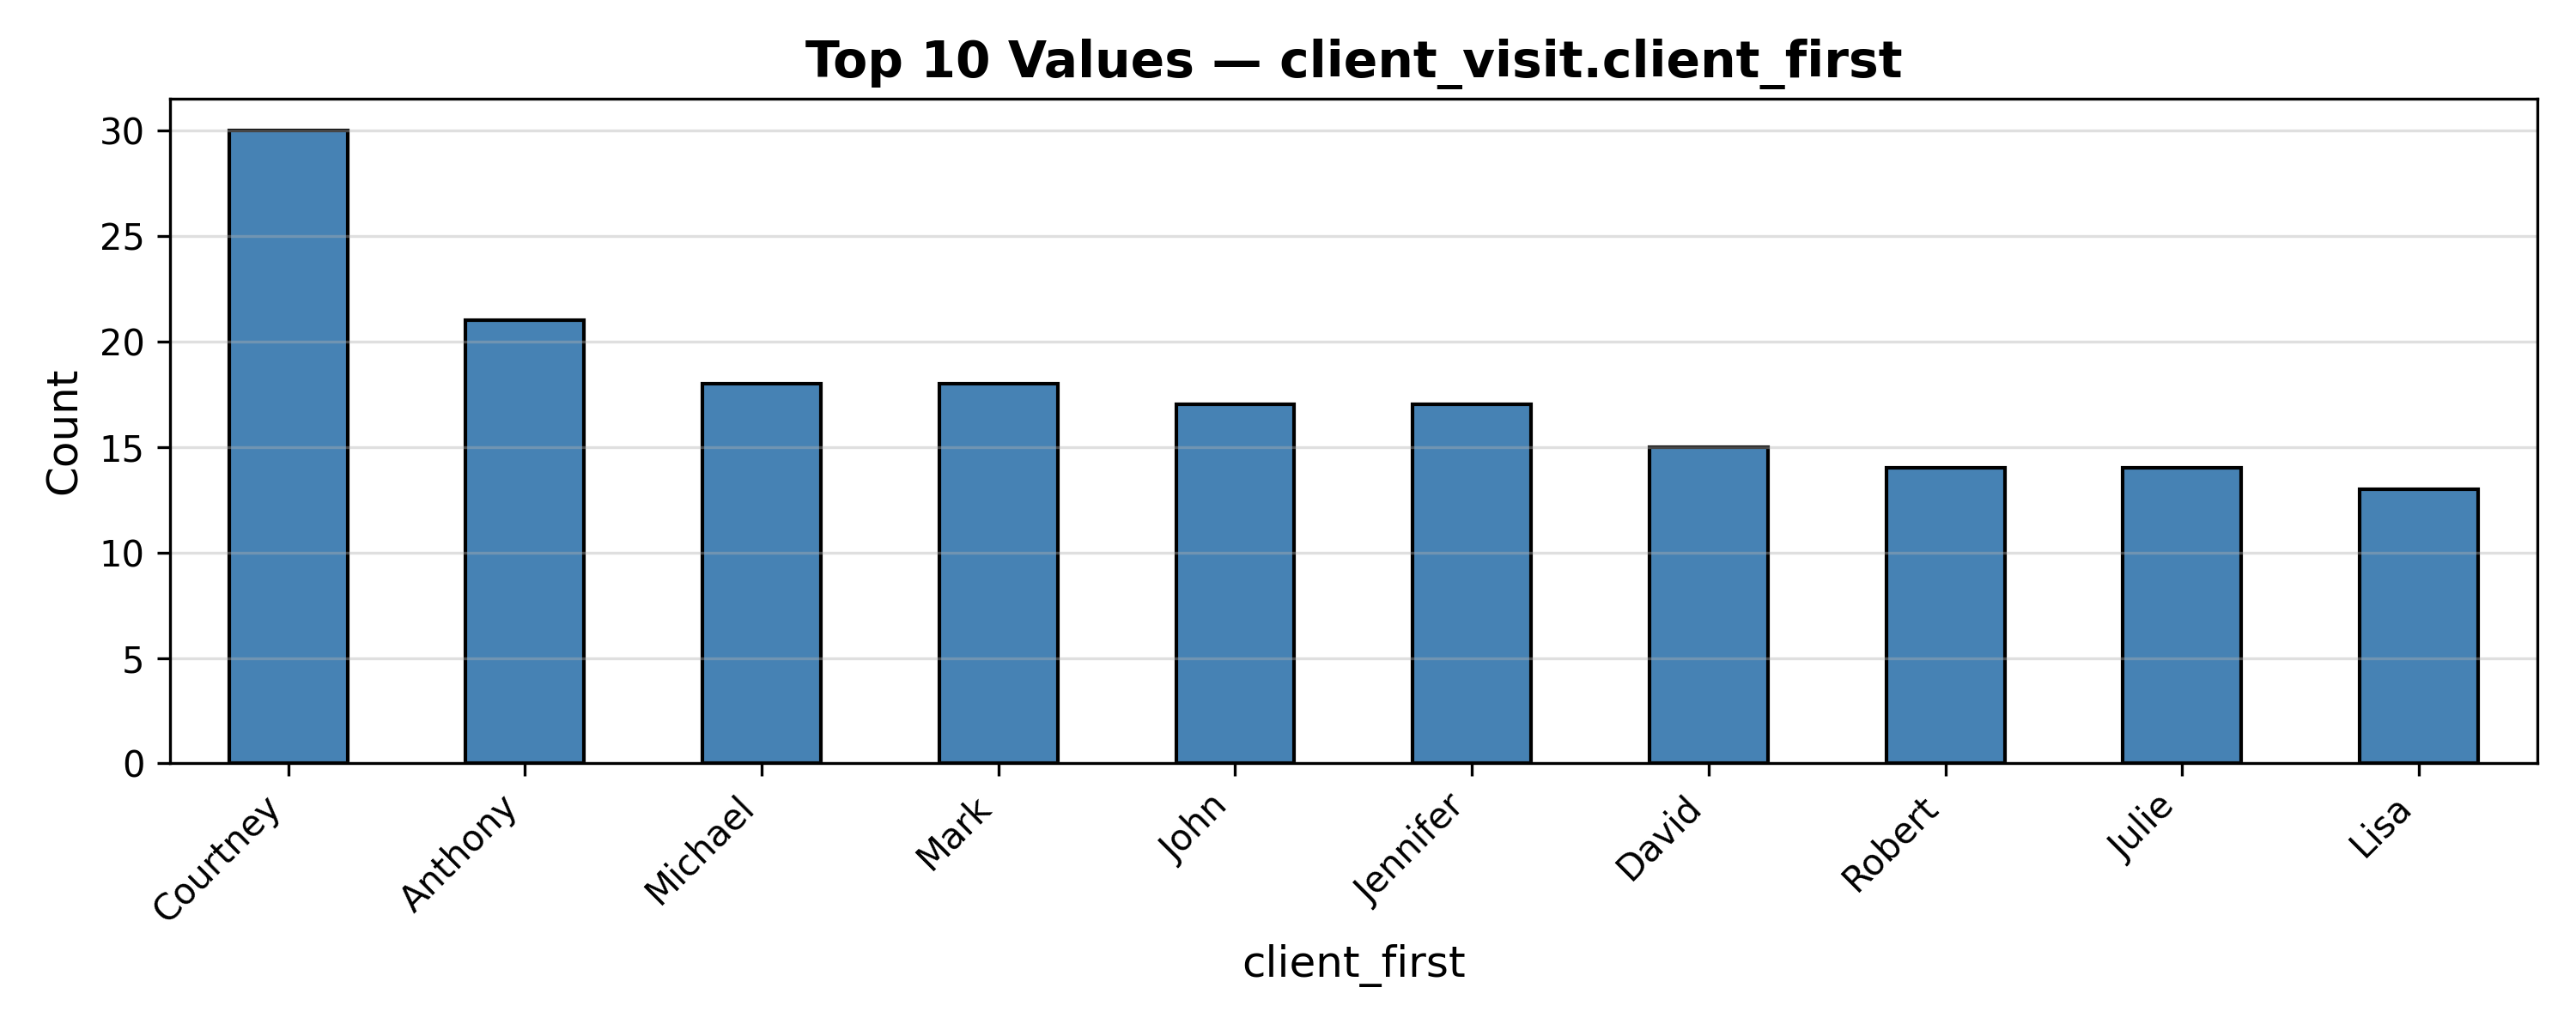 Top 10 Values — client_visit.client_first
30
25
20
15
10
5
0
Count
Courtney
Anthony
Michael
Mark
John
Jennifer
David
Robert
Julie
Lisa
client_first